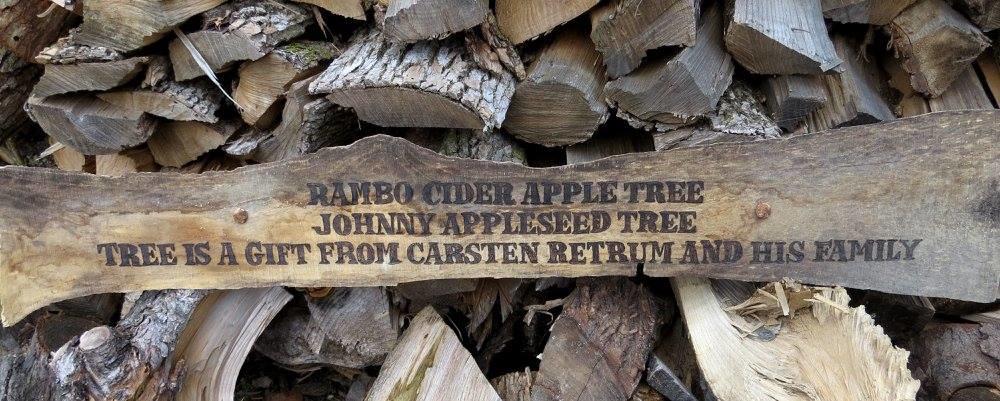 RAMBO CIDER APPLE TREE
JOHNNY APPLESEED TREE
TREE IS A GIFT FROM CARSTEN RETRUM AND HIS FAMILY